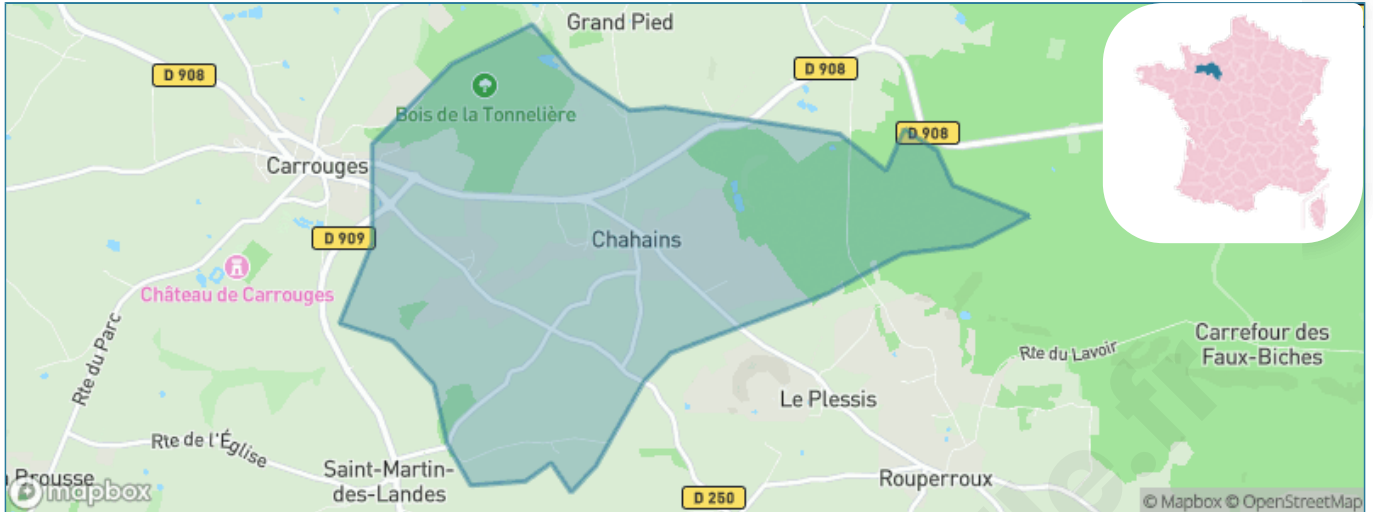 Grand Pied
D 908
D 908
Bois de la Tonnelière
D 908
Carrouges
D 909
Chahains
Château de Carrouges
Carrefour des
Faux-Biches
Rte du Lavoir
Rte du Parc
Le Plessis
Rte de l'Église
Saint-Martin-
des-Landes
Rouperroux
Brousse
mapbox
D 250
© Mapbox © OpenStreetMap